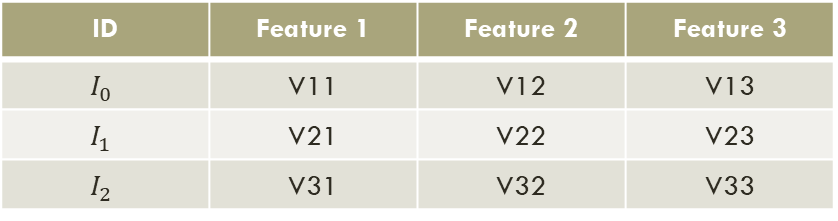 ID Feature 1 Feature 2 Feature 3
I₀ V11 V12 V13
I₁ V21 V22 V23
I₂ V31 V32 V33